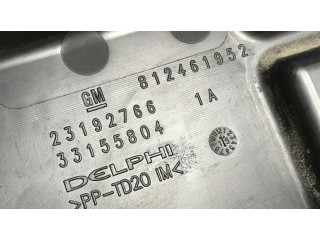 GM 812461952
23192766 1A
33155804
DELPHI
>PP-TD20 IM<